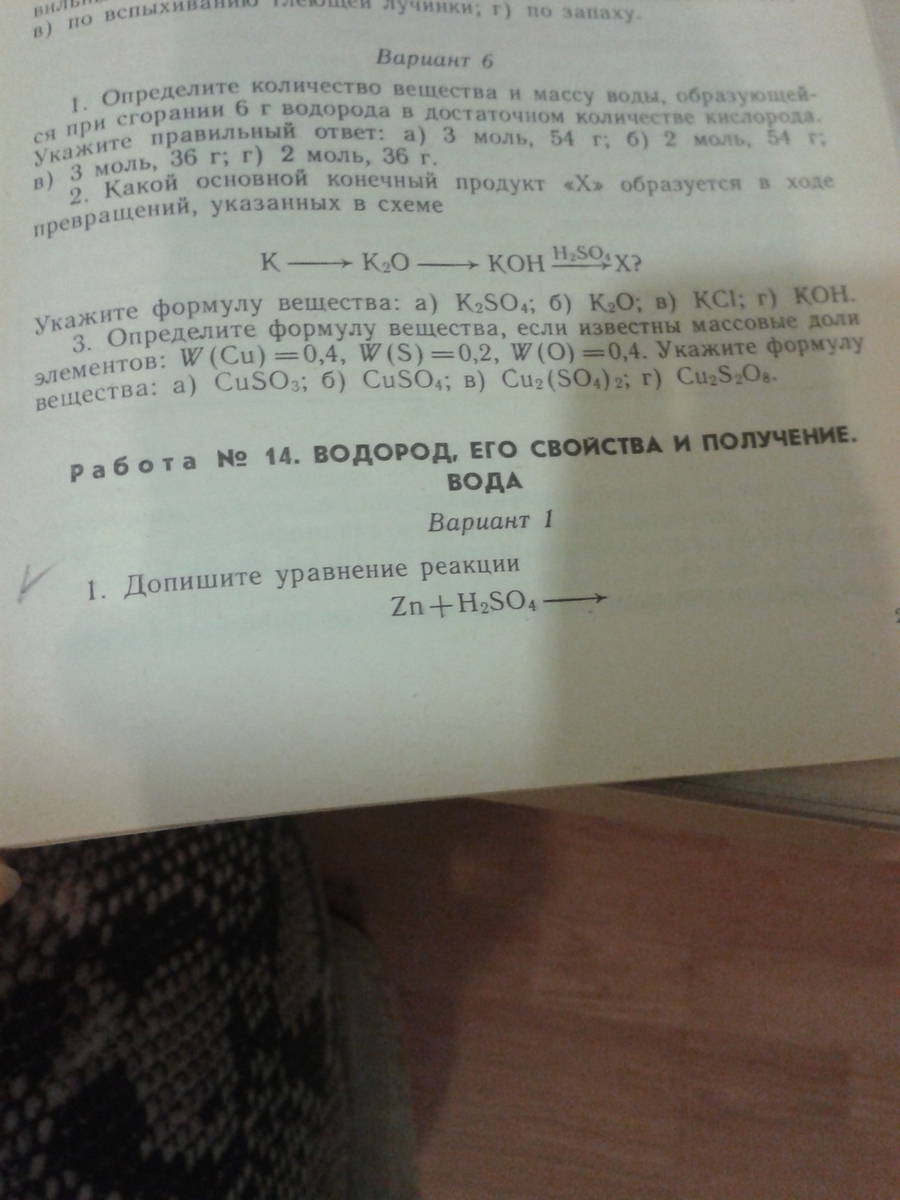 в) по вспыхиванию тлеющей лучинки; г) по запаху.
Вариант 6
1. Определите количество вещества и массу воды, образующей-
ся при сгорании 6 г водорода в достаточном количестве кислорода.
Укажите правильный ответ: а) 3 моль, 54 г; б) 2 моль, 54 г;
в) 3 моль, 36 г; г) 2 моль, 36 г.
2. Какой основной конечный продукт «X» образуется в ходе
превращений, указанных в схеме
K ⟶ K₂O ⟶ KOH H₂SO₄⟶ X?
Укажите формулу вещества: а) K₂SO₄; б) K₂O; в) KCl; г) KOH.
3. Определите формулу вещества, если известны массовые доли
элементов: W (Cu) =0,4, W (S) =0,2, W (O) =0,4. Укажите формулу
вещества: а) CuSO₃; б) CuSO₄; в) Cu₂(SO₄)₂; г) Cu₂S₂O₈.
Работа № 14. ВОДОРОД, ЕГО СВОЙСТВА И ПОЛУЧЕНИЕ.
ВОДА
Вариант 1
1. Допишите уравнение реакции
Zn+H₂SO₄ ⟶